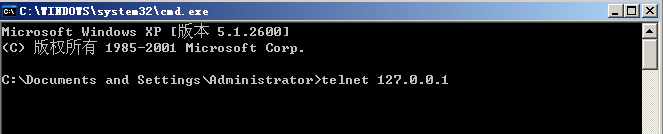 C:\WINDOWS\system32\cmd.exe
Microsoft Windows XP [版本 5.1.2600]
(C) 版权所有 1985-2001 Microsoft Corp.
C:\Documents and Settings\Administrator>telnet 127.0.0.1